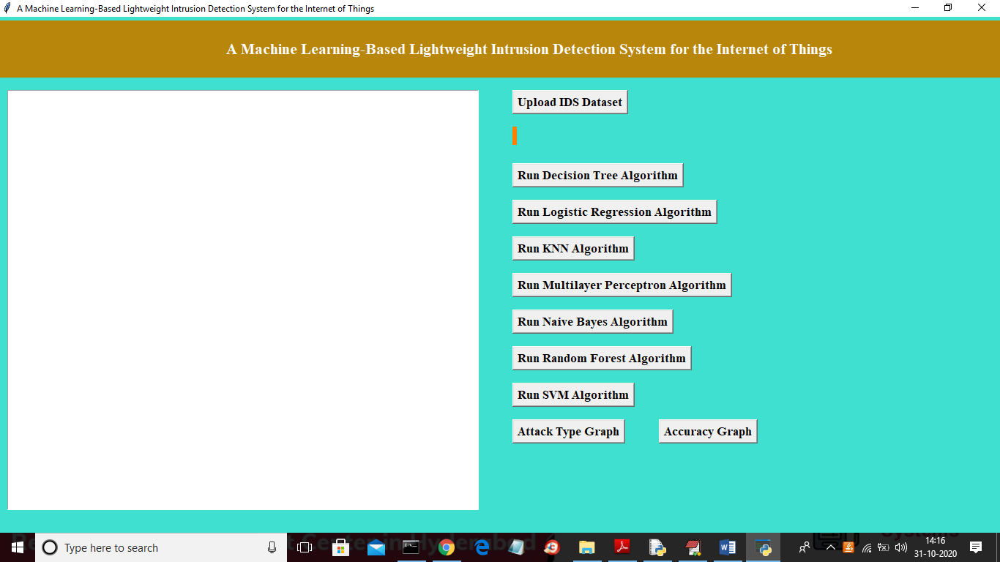 A Machine Learning-Based Lightweight Intrusion Detection System for the Internet of Things
A Machine Learning-Based Lightweight Intrusion Detection System for the Internet of Things
Upload IDS Dataset
Run Decision Tree Algorithm
Run Logistic Regression Algorithm
Run KNN Algorithm
Run Multilayer Perceptron Algorithm
Run Naive Bayes Algorithm
Run Random Forest Algorithm
Run SVM Algorithm
Attack Type Graph
Accuracy Graph
Systems
Type here to search
14:16
31-10-2020